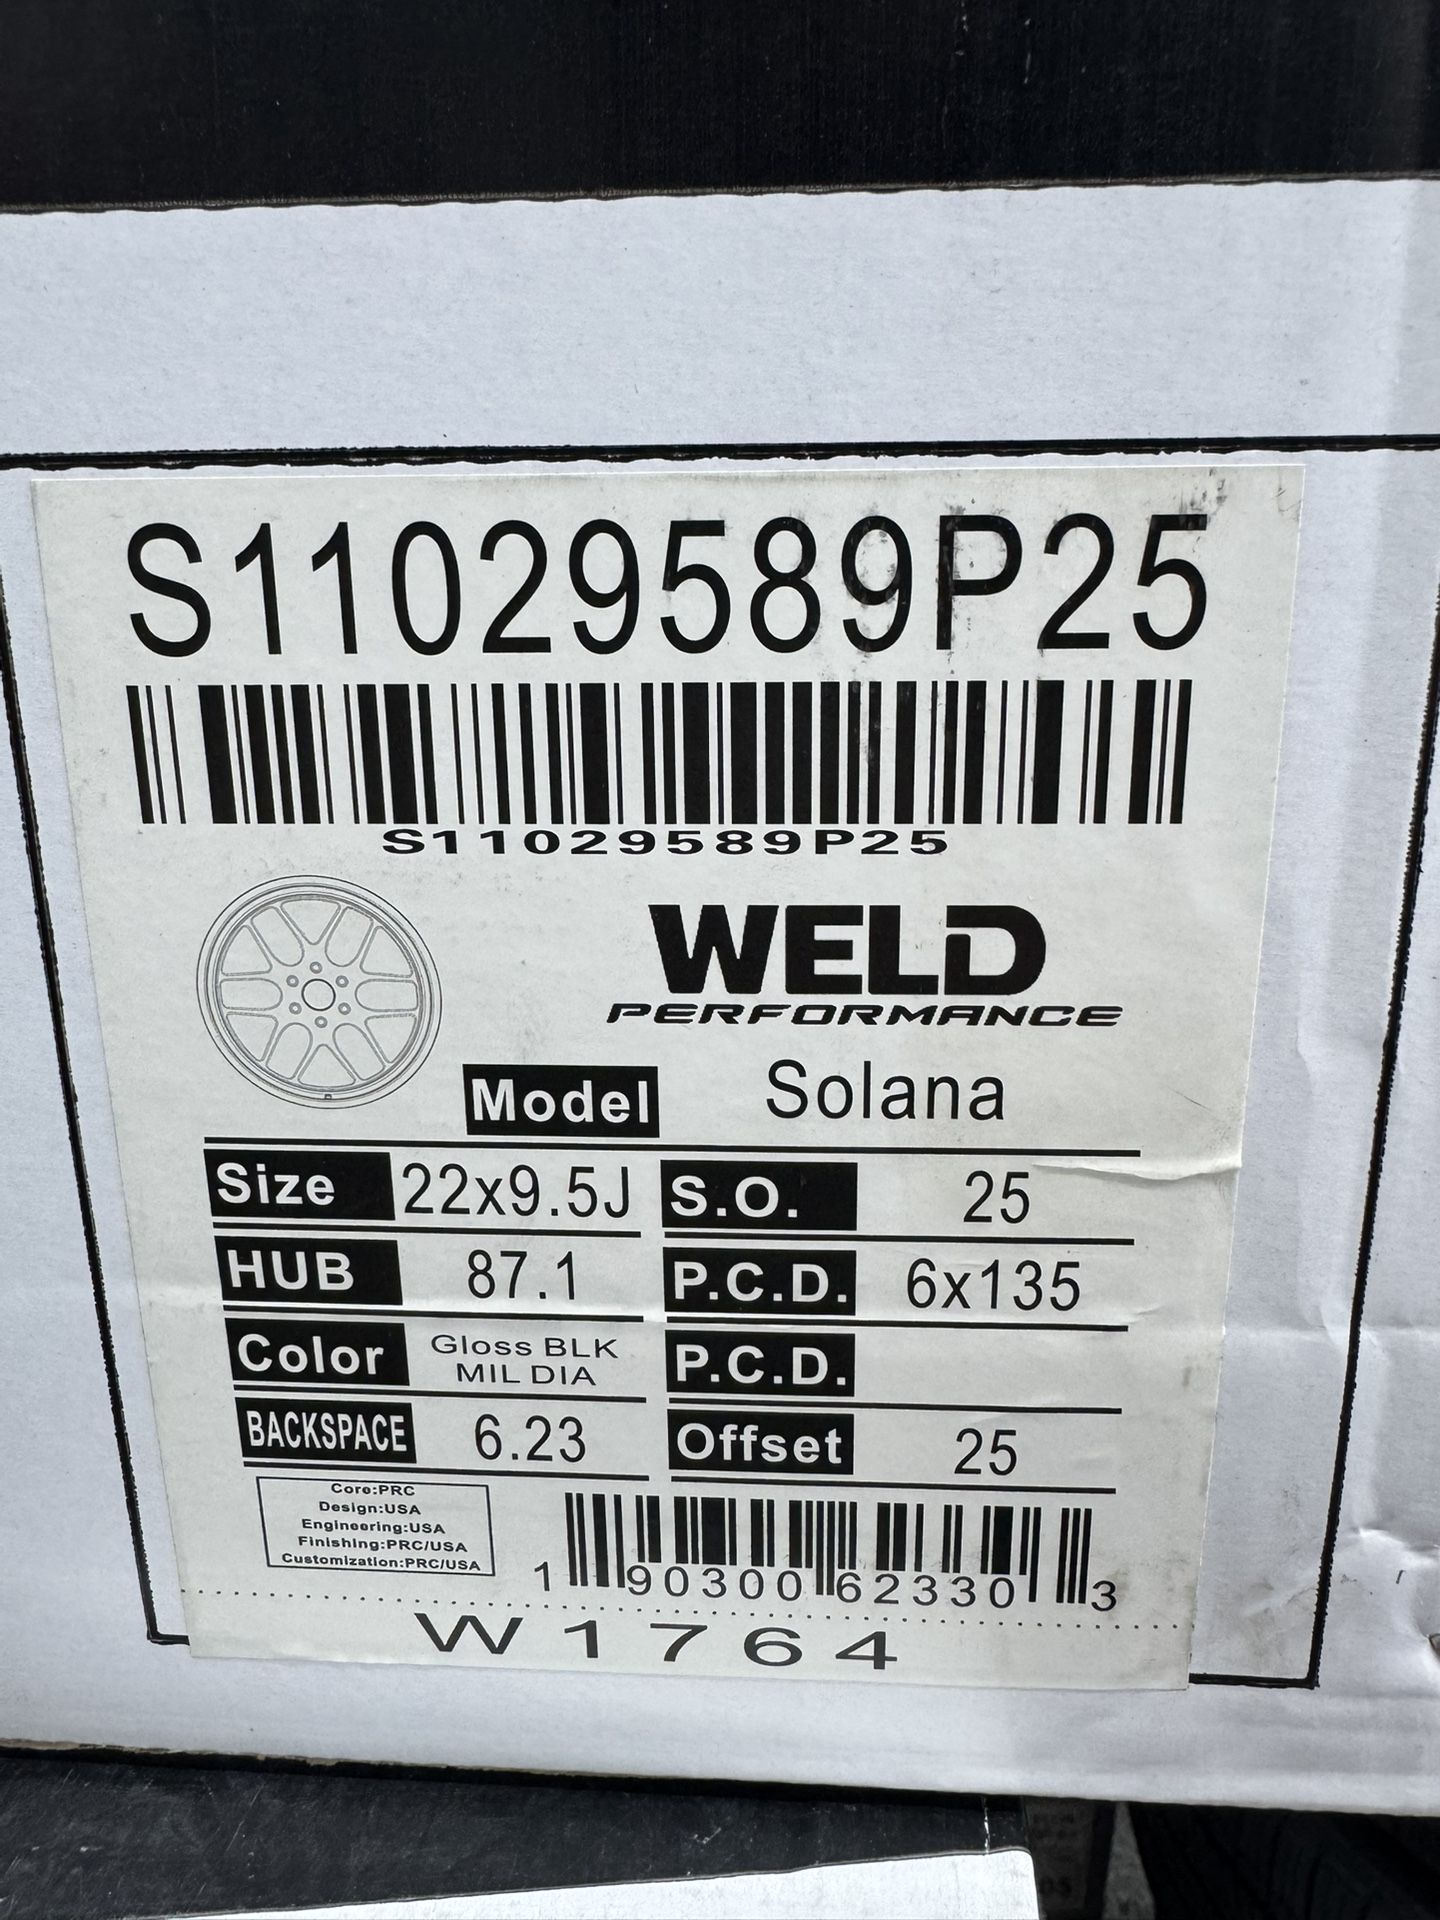 S11029589P25
S11029589P25
WELD
PERFORMANCE
Model Solana
Size 22x9.5J S.O. 25
HUB 87.1 P.C.D. 6x135
Color Gloss BLK MIL DIA P.C.D.
BACKSPACE 6.23 Offset 25
Core:PRC
Design:USA
Engineering:USA
Finishing:PRC/USA
Customization:PRC/USA
1 90300 62330 3
W1764